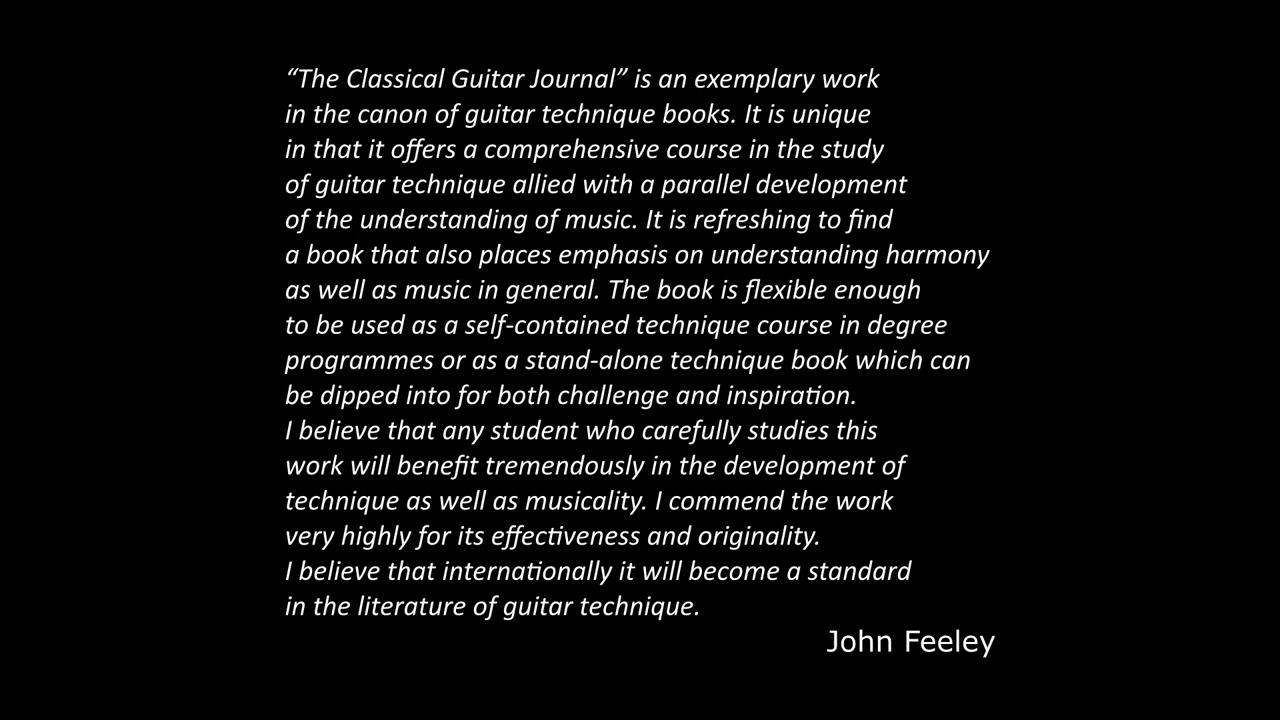 “The Classical Guitar Journal” is an exemplary work
in the canon of guitar technique books. It is unique
in that it offers a comprehensive course in the study
of guitar technique allied with a parallel development
of the understanding of music. It is refreshing to find
a book that also places emphasis on understanding harmony
as well as music in general. The book is flexible enough
to be used as a self-contained technique course in degree
programmes or as a stand-alone technique book which can
be dipped into for both challenge and inspiration.
I believe that any student who carefully studies this
work will benefit tremendously in the development of
technique as well as musicality. I commend the work
very highly for its effectiveness and originality.
I believe that internationally it will become a standard
in the literature of guitar technique.
John Feeley